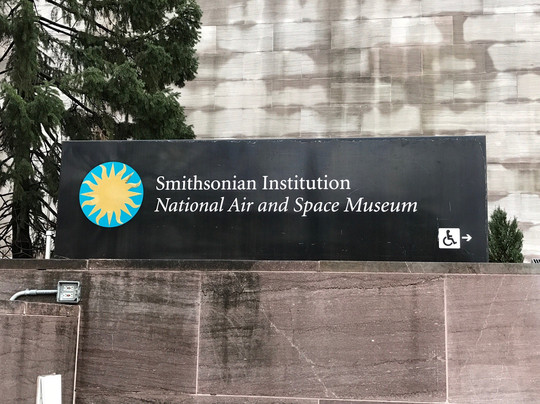 Smithsonian Institution
National Air and Space Museum